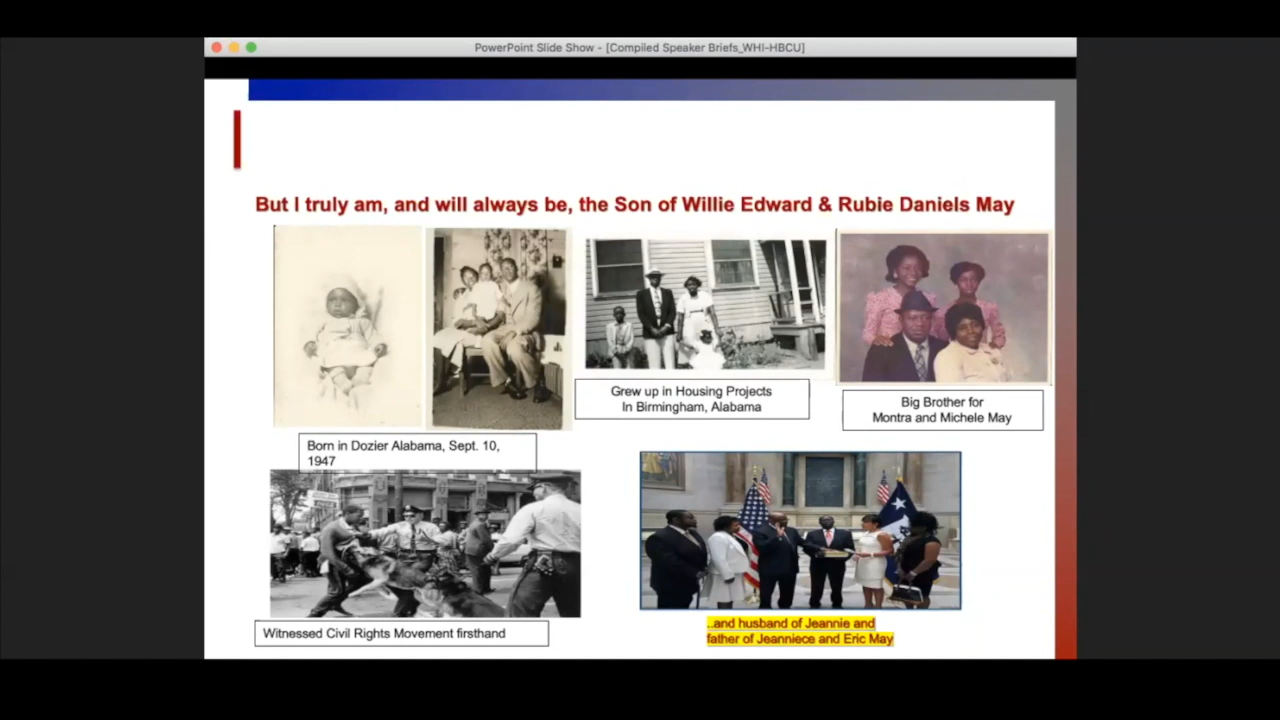 PowerPoint Slide Show - [Compiled Speaker Briefs_WHI-HBCU]
But I truly am, and will always be, the Son of Willie Edward & Rubie Daniels May
Grew up in Housing Projects
In Birmingham, Alabama
Big Brother for
Montra and Michele May
Born in Dozier Alabama, Sept. 10,
1947
Witnessed Civil Rights Movement firsthand
..and husband of Jeannie and
father of Jeanniece and Eric May